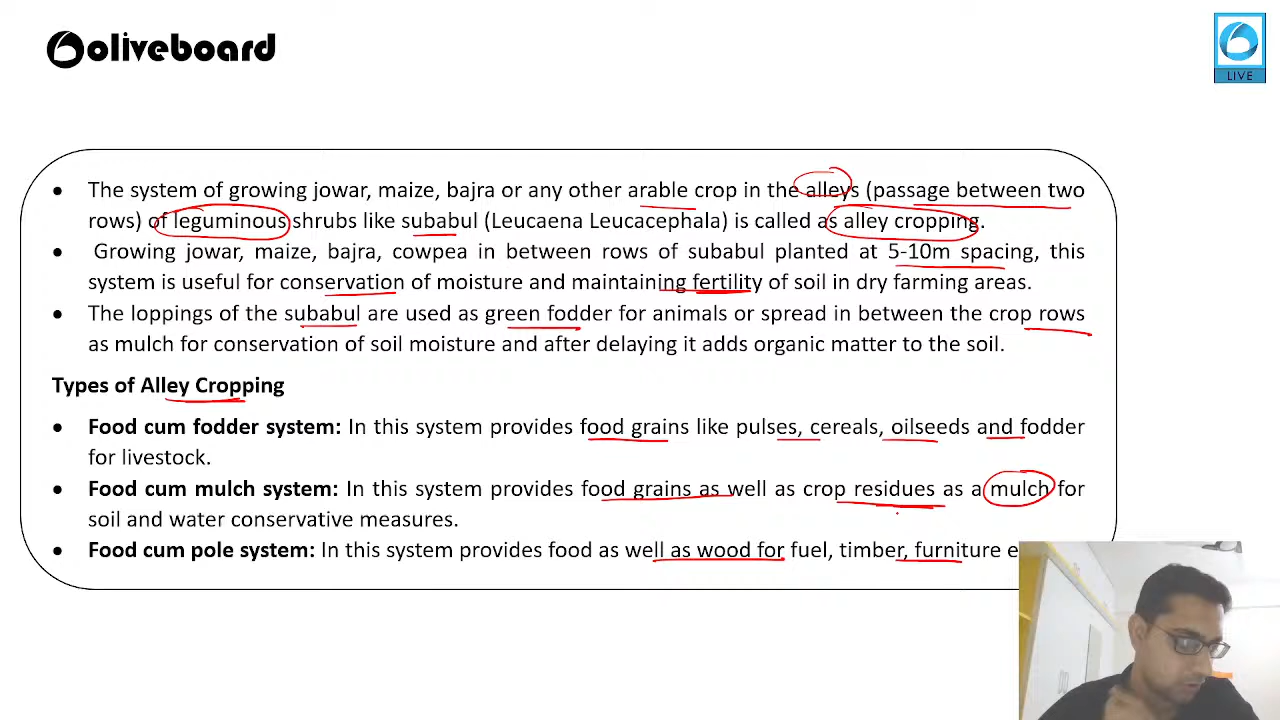 oliveboard
LIVE
The system of growing jowar, maize, bajra or any other arable crop in the alleys (passage between two
rows) of leguminous shrubs like subabul (Leucaena Leucacephala) is called as alley cropping.
Growing jowar, maize, bajra, cowpea in between rows of subabul planted at 5-10m spacing, this
system is useful for conservation of moisture and maintaining fertility of soil in dry farming areas.
The loppings of the subabul are used as green fodder for animals or spread in between the crop rows
as mulch for conservation of soil moisture and after delaying it adds organic matter to the soil.
Types of Alley Cropping
Food cum fodder system: In this system provides food grains like pulses, cereals, oilseeds and fodder
for livestock.
Food cum mulch system: In this system provides food grains as well as crop residues as a mulch for
soil and water conservative measures.
Food cum pole system: In this system provides food as well as wood for fuel, timber, furniture